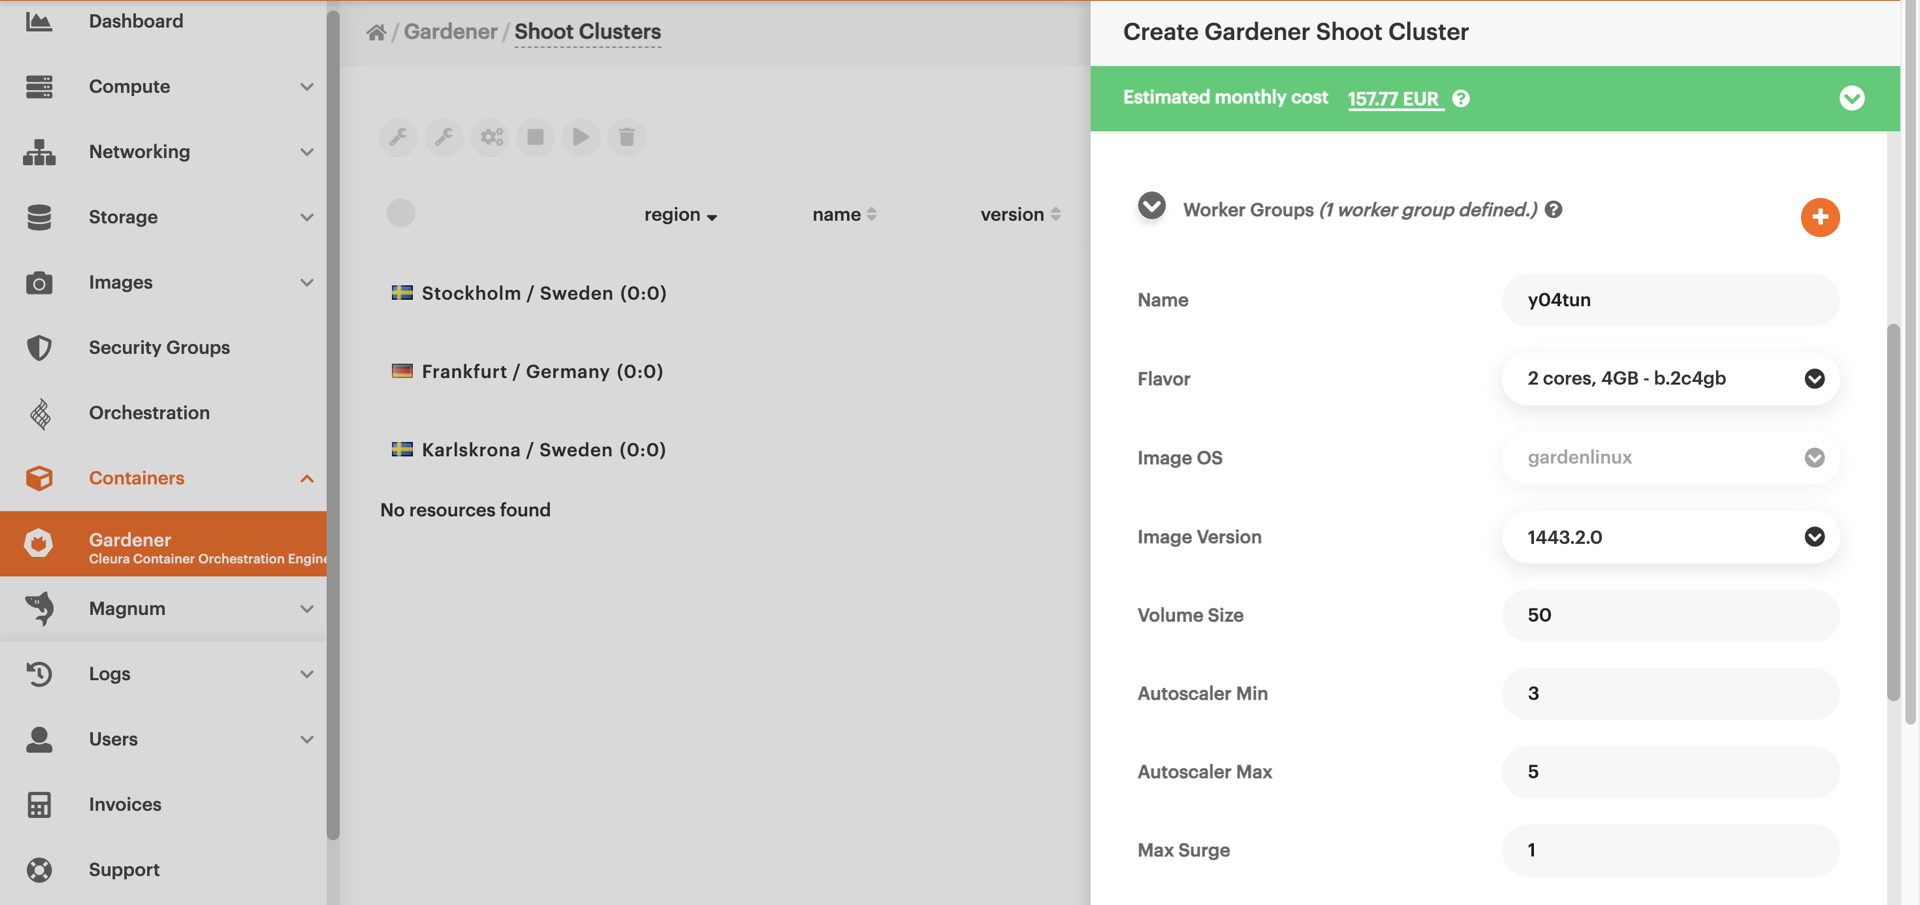 Dashboard
Compute
Networking
Storage
Images
Security Groups
Orchestration
Containers
Gardener
Cleura Container Orchestration Engine
Magnum
Logs
Users
Invoices
Support
/ Gardener / Shoot Clusters
region name version
Stockholm / Sweden (0:0)
Frankfurt / Germany (0:0)
Karlskrona / Sweden (0:0)
No resources found
Create Gardener Shoot Cluster
Estimated monthly cost 157.77 EUR ?
Worker Groups (1 worker group defined.) ?
Name y04tun
Flavor 2 cores, 4GB - b.2c4gb
Image OS gardenlinux
Image Version 1443.2.0
Volume Size 50
Autoscaler Min 3
Autoscaler Max 5
Max Surge 1